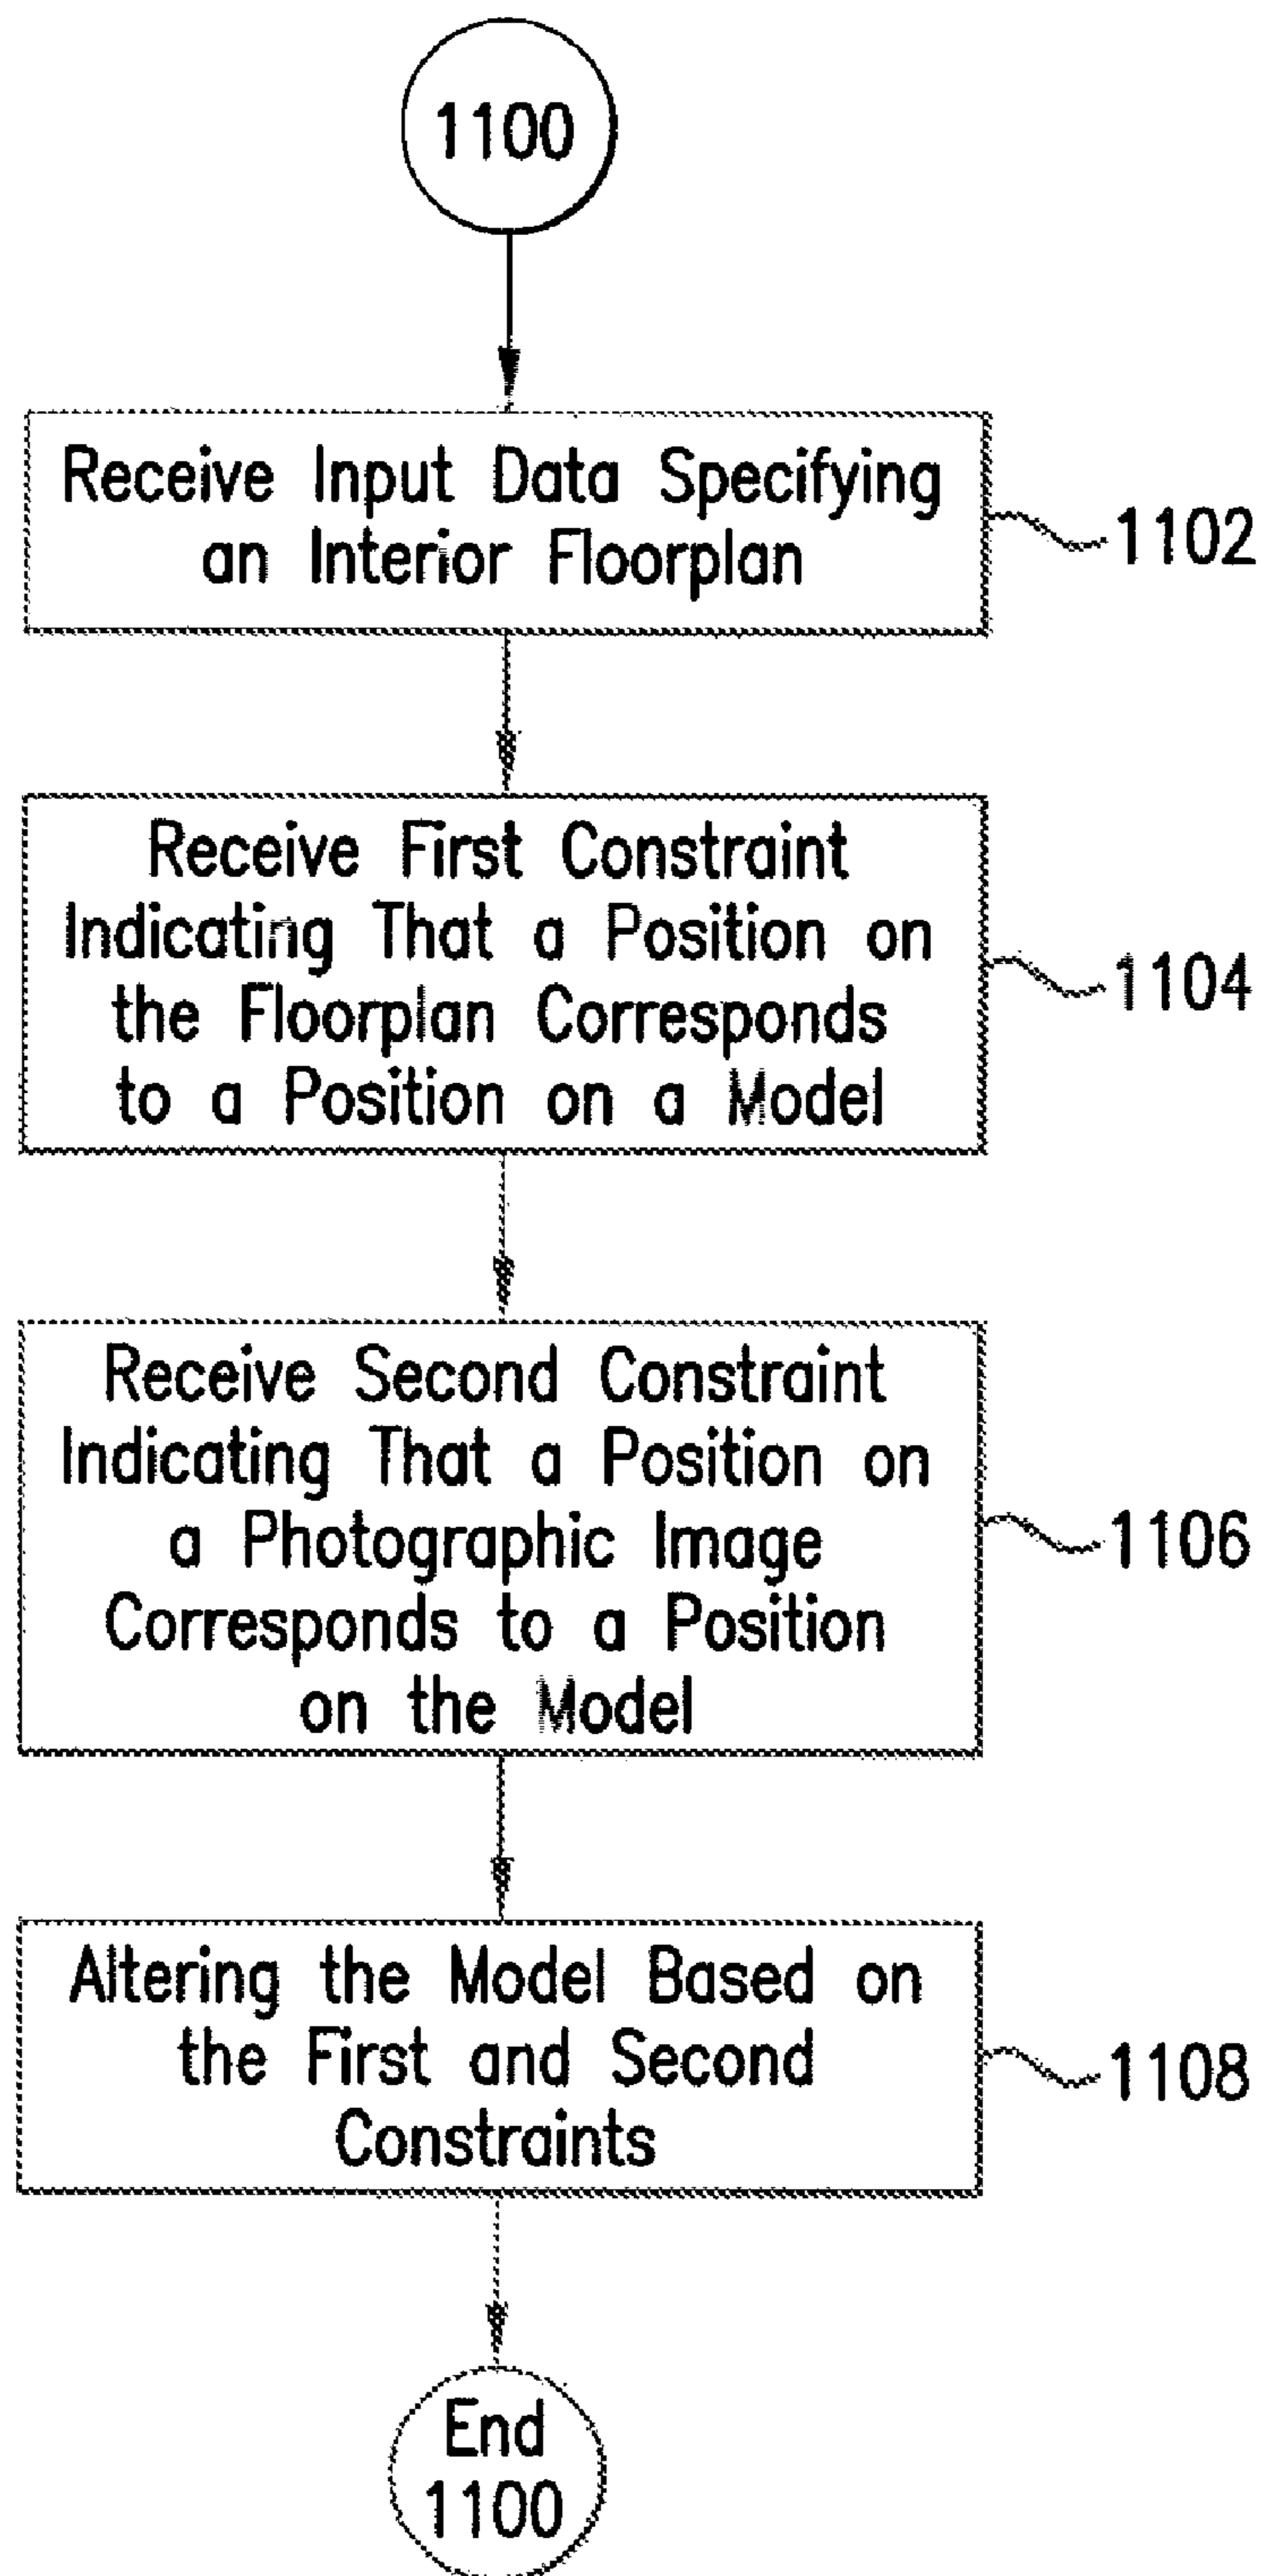 1100
Receive Input Data Specifying
an Interior Floorplan
1102
Receive First Constraint
Indicating That a Position on
the Floorplan Corresponds
to a Position on a Model
1104
Receive Second Constraint
Indicating That a Position on
a Photographic Image
Corresponds to a Position
on the Model
1106
Altering the Model Based on
the First and Second
Constraints
1108
End
1100